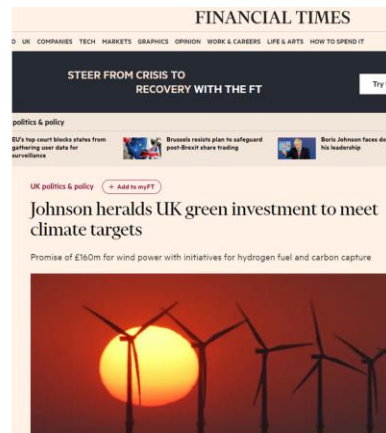 FINANCIAL TIMES
UK COMPANIES TECH MARKETS GRAPHICS OPINION WORK & CAREERS LIFE & ARTS HOW TO SPEND IT
STEER FROM CRISIS TO
RECOVERY WITH THE FT
Try
politics & policy
EU's top court blocks states from
gathering user data for
surveillance
Brussels resists plan to safeguard
post-Brexit share trading
Boris Johnson faces
his leadership
UK politics & policy
+ Add to myFT
Johnson heralds UK green investment to meet
climate targets
Promise of £160m for wind power with initiatives for hydrogen fuel and carbon capture